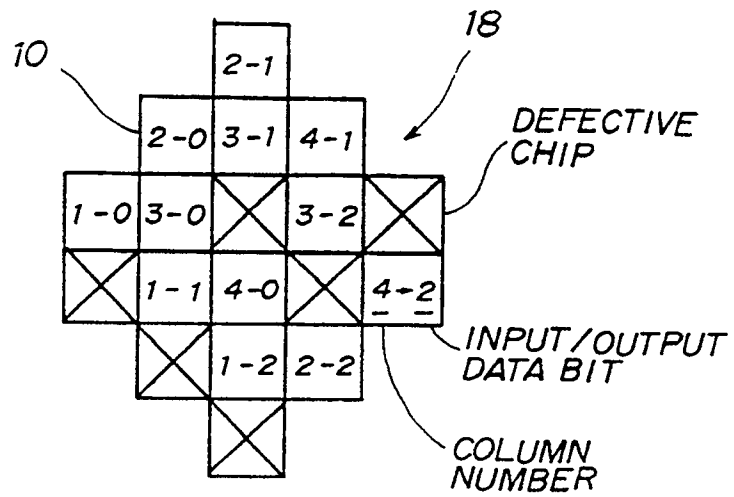 18
10
2-1
2-0 3-1 4-1
DEFECTIVE
CHIP
1-0 3-0 3-2
1-1 4-0 4-2
INPUT/OUTPUT
DATA BIT
1-2 2-2
COLUMN
NUMBER